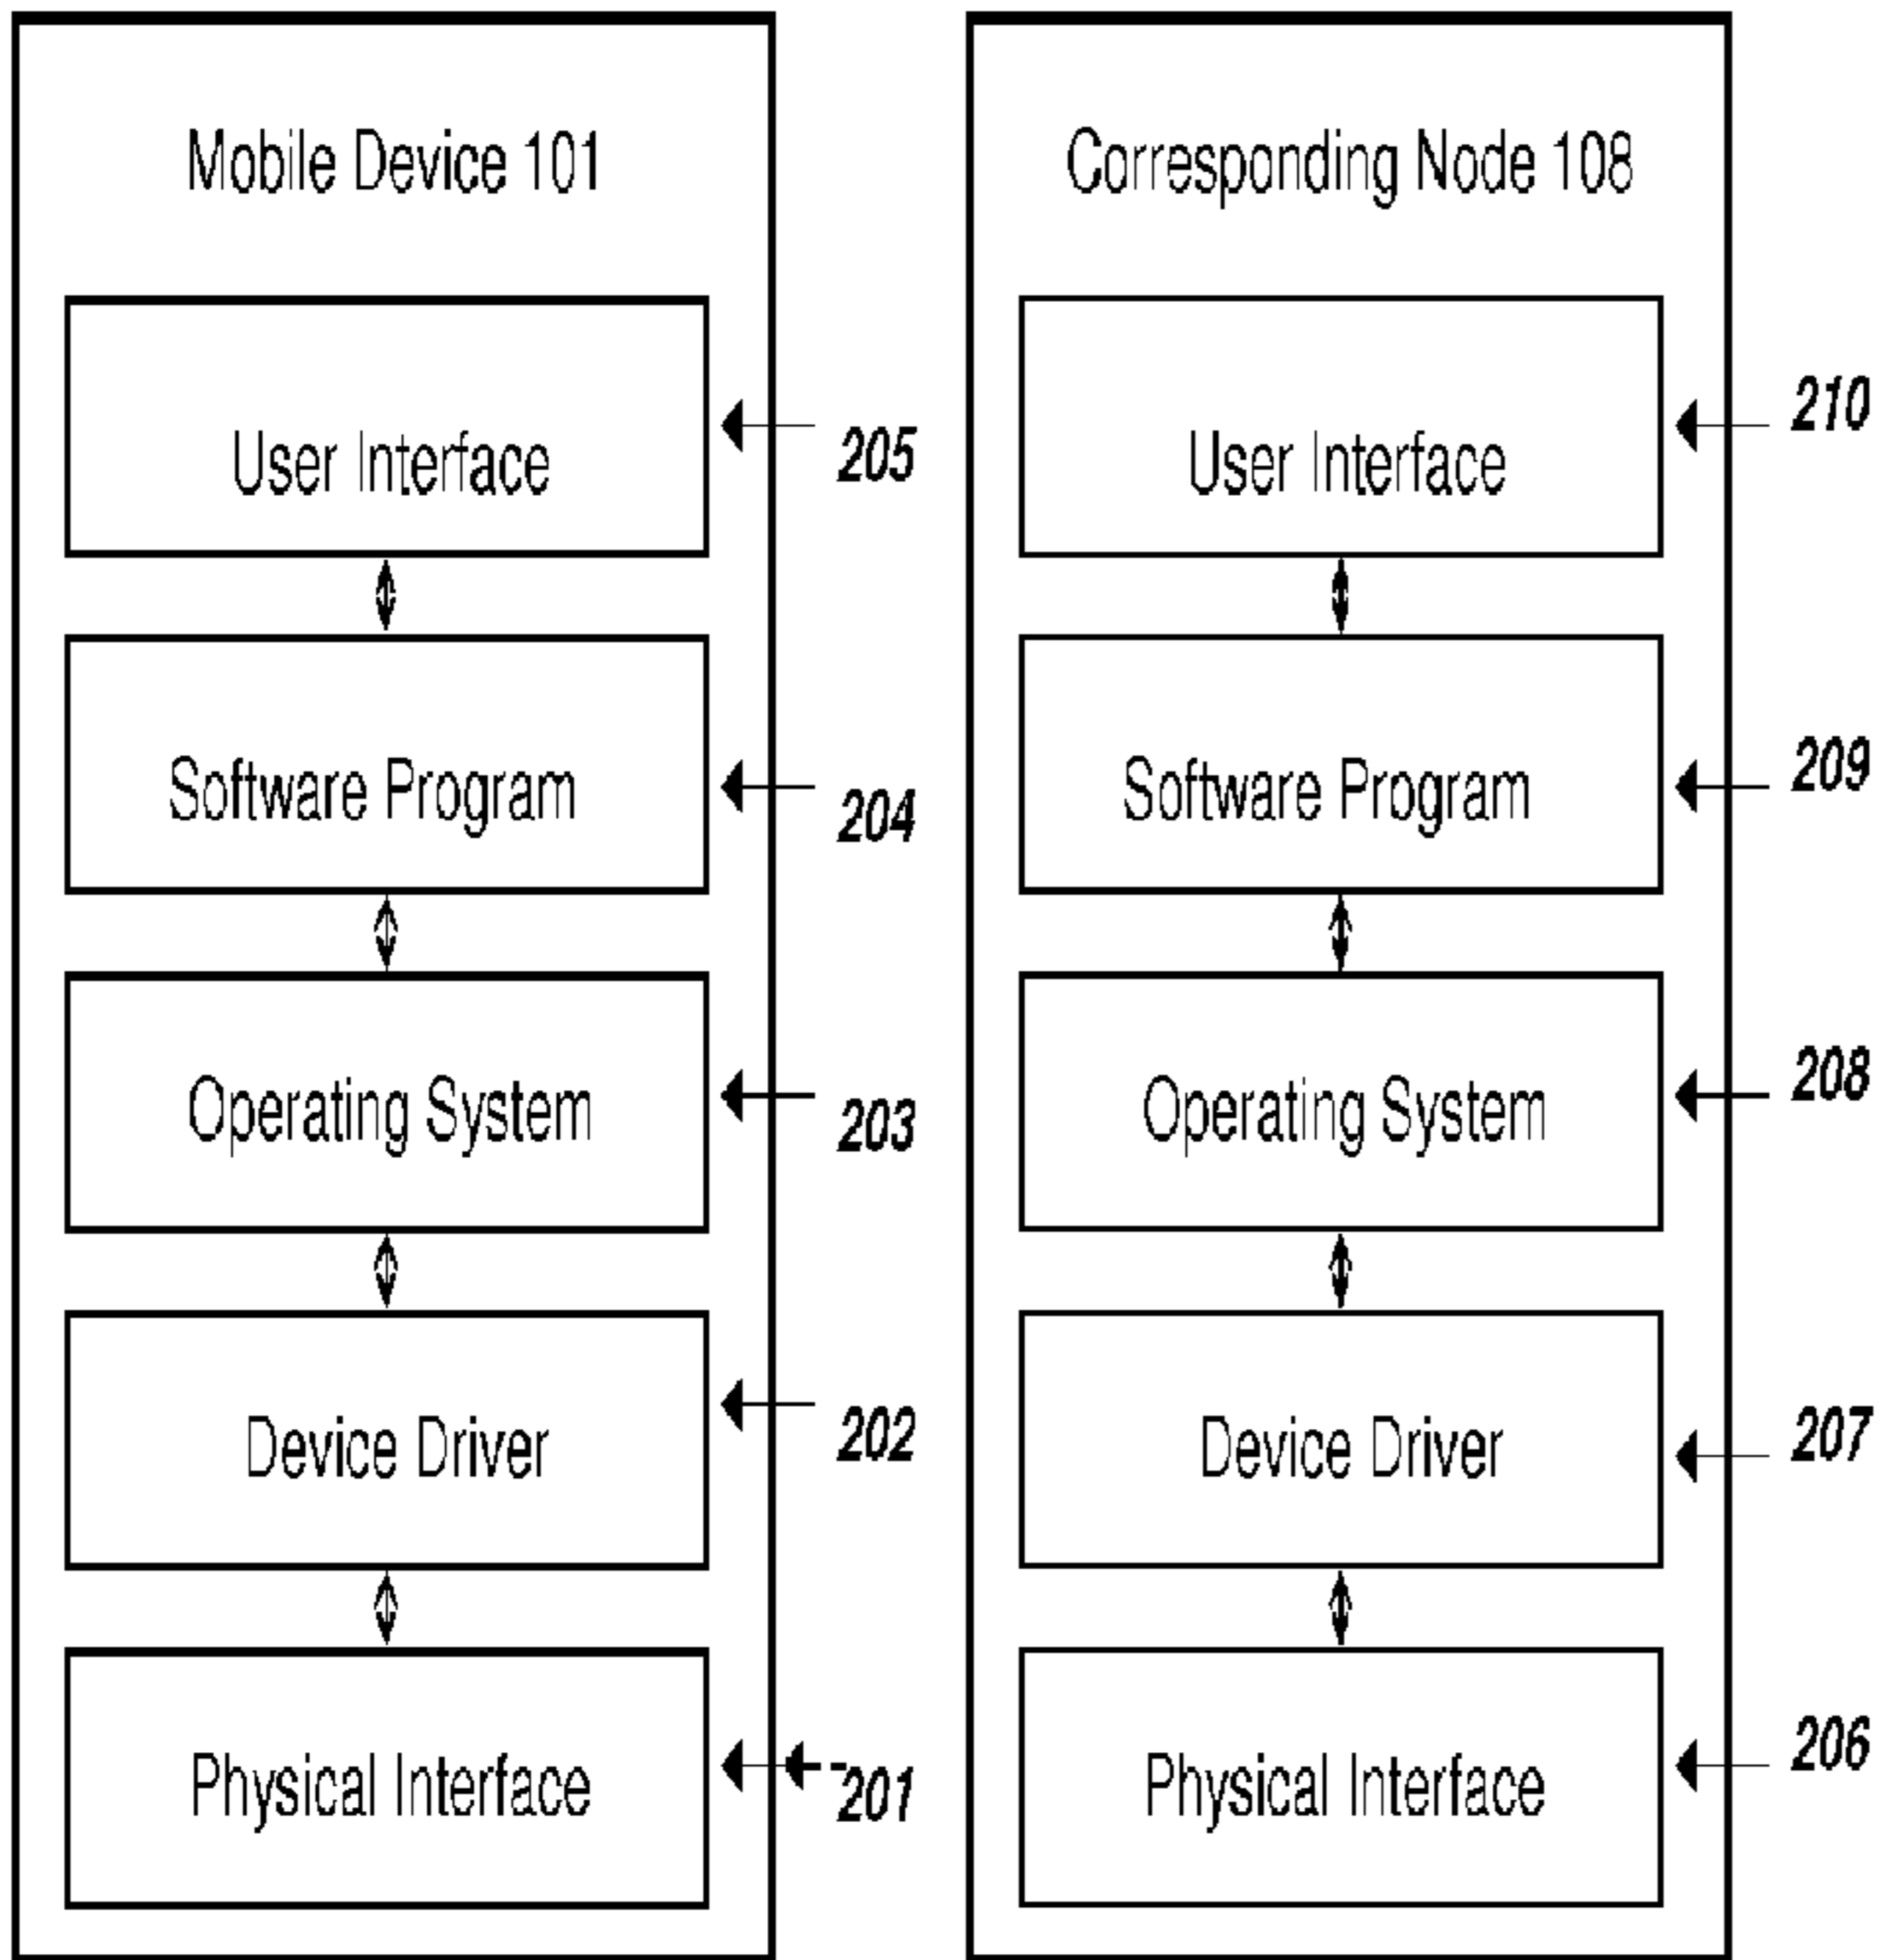 Mobile Device 101
User Interface
205
Software Program
204
Operating System
203
Device Driver
202
Physical Interface
201
Corresponding Node 108
User Interface
210
Software Program
209
Operating System
208
Device Driver
207
Physical Interface
206